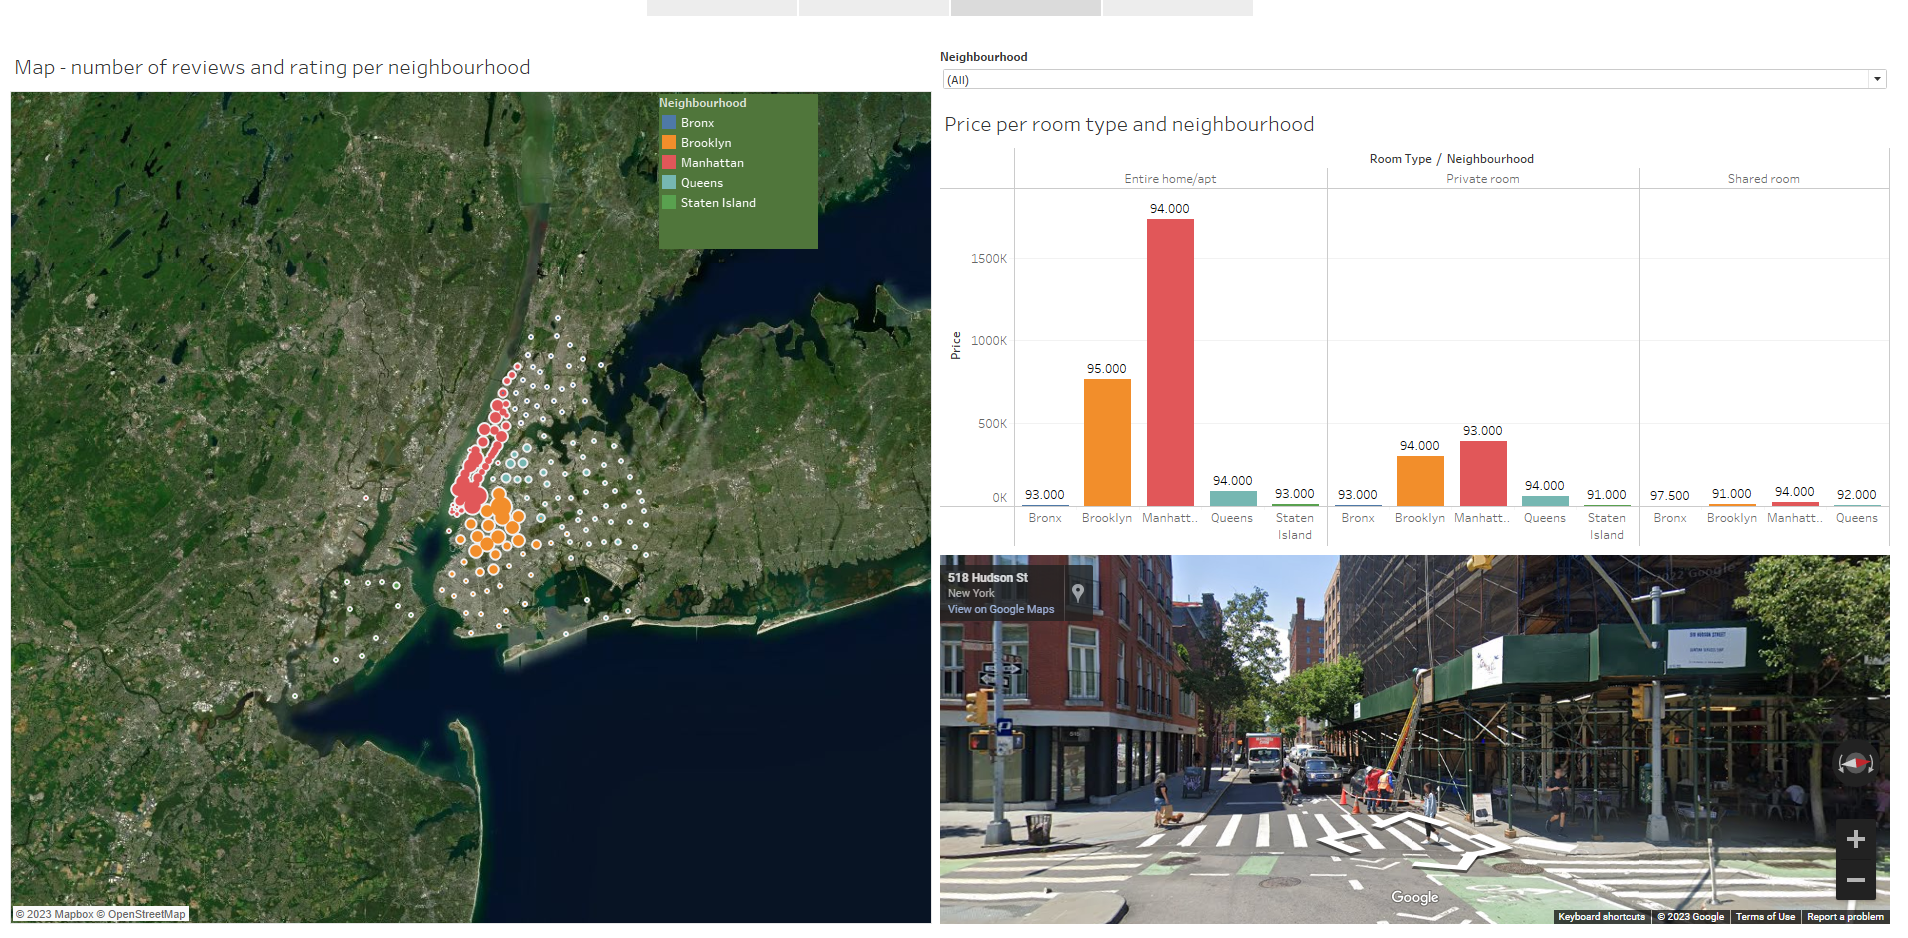 Map - number of reviews and rating per neighbourhood
Neighbourhood
Bronx
Brooklyn
Manhattan
Queens
Staten Island
© 2023 Mapbox © OpenStreetMap
Neighbourhood
(All)
Price per room type and neighbourhood
Room Type / Neighbourhood
Entire home/apt Private room Shared room
Price
1500K
1000K
500K
0K
93.000 95.000 94.000 94.000 93.000
93.000 94.000 93.000 94.000 91.000
97.500 91.000 94.000 92.000
Bronx Brooklyn Manhatt.. Queens Staten Island
Bronx Brooklyn Manhatt.. Queens Staten Island
Bronx Brooklyn Manhatt.. Queens
518 Hudson St
New York
View on Google Maps
Google
Keyboard shortcuts © 2023 Google Terms of Use Report a problem